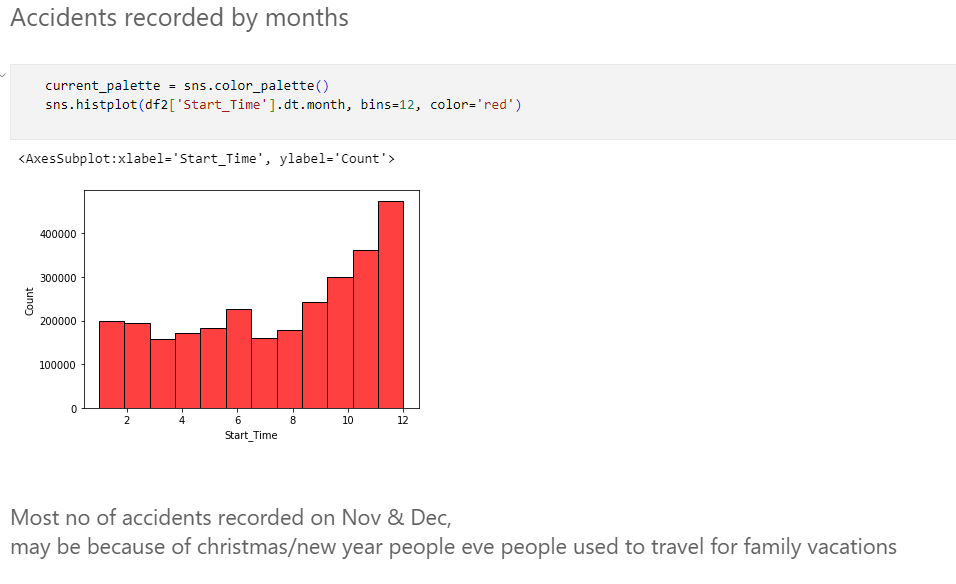 Accidents recorded by months
current_palette = sns.color_palette()
sns.histplot(df2['Start_Time'].dt.month, bins=12, color='red')
<AxesSubplot:xlabel='Start_Time', ylabel='Count'>
400000
300000
200000
100000
0
Count
2 4 6 8 10 12
Start_Time
Most no of accidents recorded on Nov & Dec,
may be because of christmas/new year people eve people used to travel for family vacations